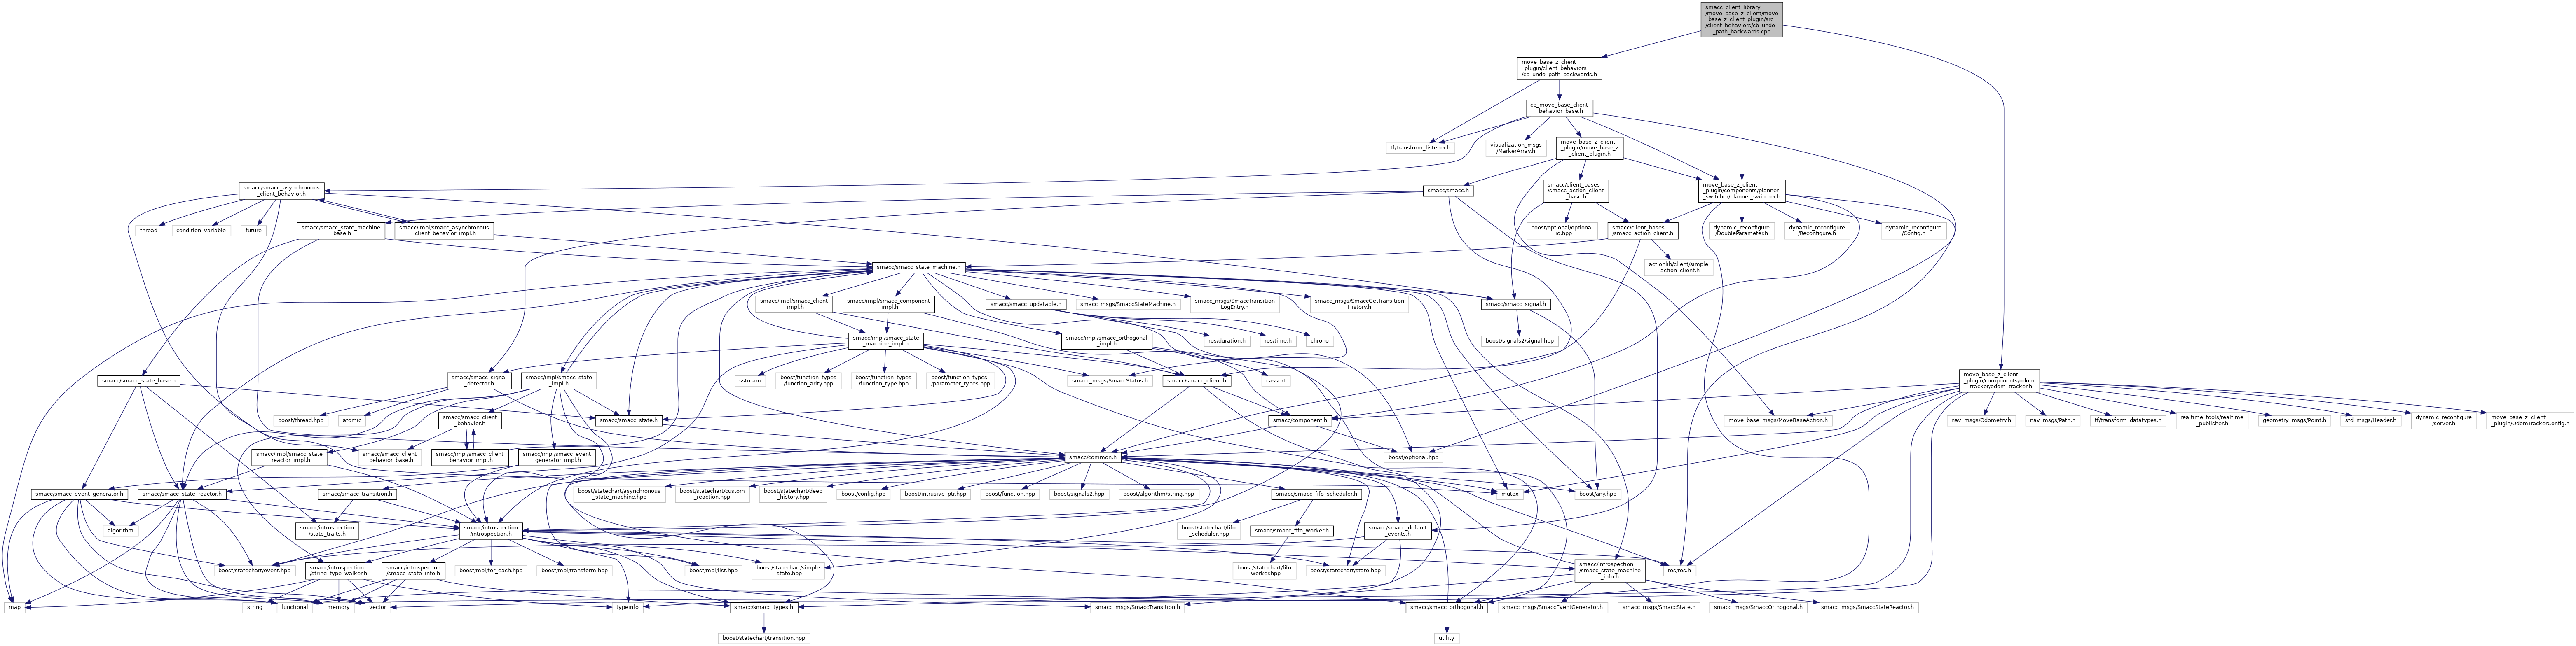 smacc_client_library
/move_base_z_client/move
_base_z_client_plugin/src
/client_behaviors/cb_undo
_path_backwards.cpp
move_base_z_client
_plugin/client_behaviors
/cb_undo_path_backwards.h
cb_move_base_client
_behavior_base.h
tf/transform_listener.h
visualization_msgs
/MarkerArray.h
move_base_z_client
_plugin/move_base_z
_client_plugin.h
smacc/smacc_asynchronous
_client_behavior.h
smacc/smacc.h
smacc/client_bases
/smacc_action_client
_base.h
move_base_z_client
_plugin/components/planner
_switcher/planner_switcher.h
thread
condition_variable
future
smacc/smacc_state_machine
_base.h
smacc/impl/smacc_asynchronous
_client_behavior_impl.h
boost/optional/optional
_io.hpp
smacc/client_bases
/smacc_action_client.h
dynamic_reconfigure
/DoubleParameter.h
dynamic_reconfigure
/Reconfigure.h
dynamic_reconfigure
/Config.h
smacc/smacc_state_machine.h
actionlib/client/simple
_action_client.h
smacc/impl/smacc_client
_impl.h
smacc/impl/smacc_component
_impl.h
smacc/smacc_updatable.h
smacc_msgs/SmaccStateMachine.h
smacc_msgs/SmaccTransition
LogEntry.h
smacc_msgs/SmaccGetTransition
History.h
smacc/smacc_signal.h
smacc/impl/smacc_state
_machine_impl.h
smacc/impl/smacc_orthogonal
_impl.h
ros/duration.h
ros/time.h
chrono
boost/signals2/signal.hpp
smacc/smacc_state_base.h
smacc/smacc_signal
_detector.h
smacc/impl/smacc_state
_impl.h
sstream
boost/function_types
/function_arity.hpp
boost/function_types
/function_type.hpp
boost/function_types
/parameter_types.hpp
smacc_msgs/SmaccStatus.h
smacc/smacc_client.h
cassert
move_base_z_client
_plugin/components/odom
_tracker/odom_tracker.h
boost/thread.hpp
atomic
smacc/smacc_client
_behavior.h
smacc/smacc_state.h
smacc/component.h
move_base_msgs/MoveBaseAction.h
nav_msgs/Odometry.h
nav_msgs/Path.h
tf/transform_datatypes.h
realtime_tools/realtime
_publisher.h
geometry_msgs/Point.h
std_msgs/Header.h
dynamic_reconfigure
/server.h
move_base_z_client
_plugin/OdomTrackerConfig.h
smacc/impl/smacc_state
_reactor_impl.h
smacc/smacc_client
_behavior_base.h
smacc/impl/smacc_client
_behavior_impl.h
smacc/impl/smacc_event
_generator_impl.h
smacc/common.h
boost/optional.hpp
smacc/smacc_event_generator.h
smacc/smacc_state_reactor.h
smacc/smacc_transition.h
boost/statechart/asynchronous
_state_machine.hpp
boost/statechart/custom
_reaction.hpp
boost/statechart/deep
_history.hpp
boost/config.hpp
boost/intrusive_ptr.hpp
boost/function.hpp
boost/signals2.hpp
boost/algorithm/string.hpp
smacc/smacc_fifo_scheduler.h
mutex
boost/any.hpp
algorithm
smacc/introspection
/state_traits.h
smacc/introspection
/introspection.h
boost/statechart/fifo
_scheduler.hpp
smacc/smacc_fifo_worker.h
smacc/smacc_default
_events.h
boost/statechart/event.hpp
smacc/introspection
/string_type_walker.h
smacc/introspection
/smacc_state_info.h
boost/mpl/for_each.hpp
boost/mpl/transform.hpp
boost/mpl/list.hpp
boost/statechart/simple
_state.hpp
boost/statechart/fifo
_worker.hpp
boost/statechart/state.hpp
smacc/introspection
/smacc_state_machine
_info.h
ros/ros.h
map
string
functional
memory
vector
typeinfo
smacc/smacc_types.h
smacc_msgs/SmaccTransition.h
smacc/smacc_orthogonal.h
smacc_msgs/SmaccEventGenerator.h
smacc_msgs/SmaccState.h
smacc_msgs/SmaccOrthogonal.h
smacc_msgs/SmaccStateReactor.h
boost/statechart/transition.hpp
utility